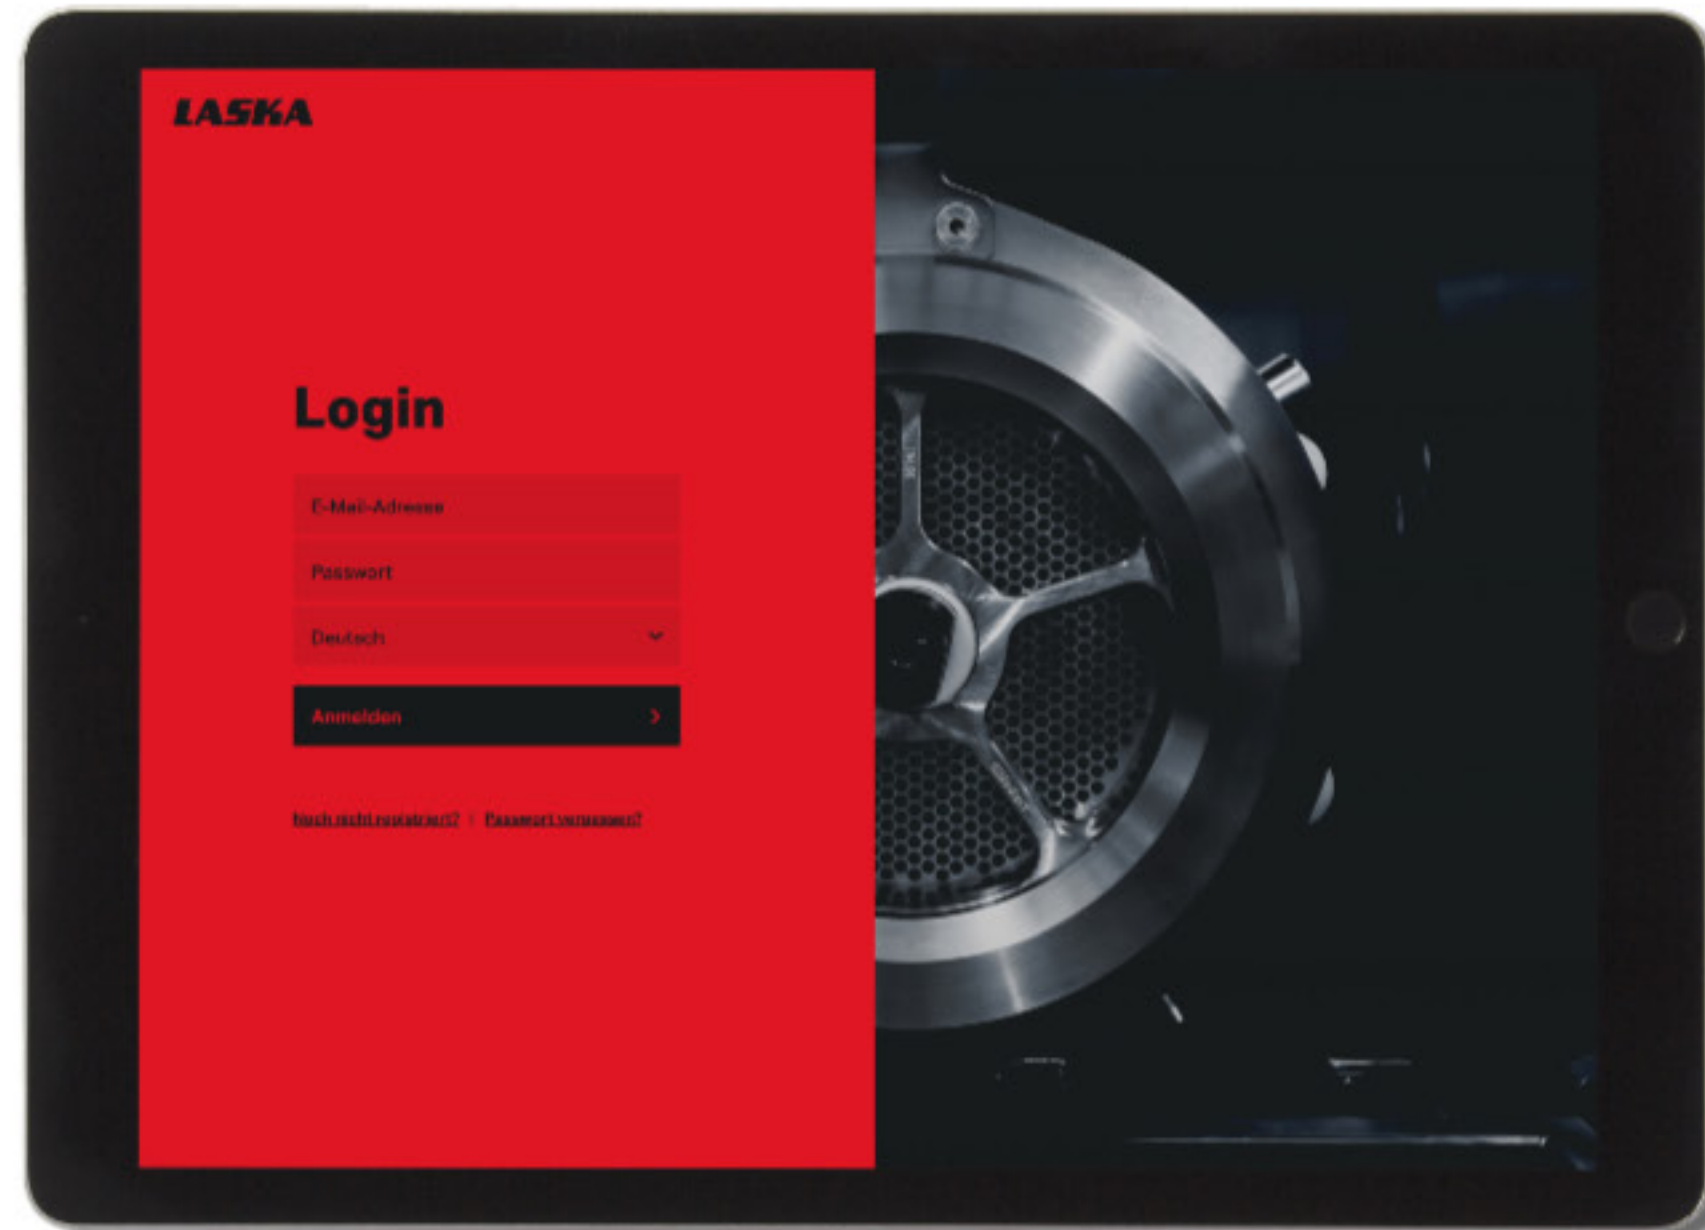 LASKA
Login
E-Mail-Adresse
Passwort
Deutsch
Anmelden
Noch nicht registriert? | Passwort vergessen?